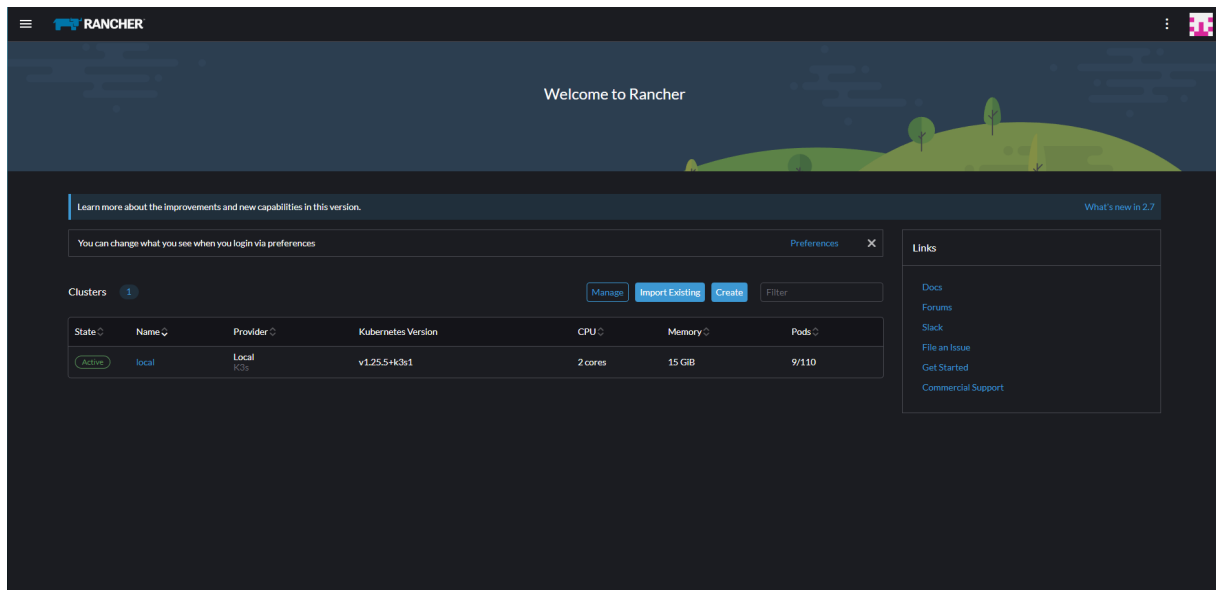 RANCHER
Welcome to Rancher
Learn more about the improvements and new capabilities in this version. What's new in 2.7
You can change what you see when you login via preferences Preferences
Links
Clusters 1 Manage Import Existing Create Filter
Docs
Forums
Slack
File an Issue
Get Started
Commercial Support
State Name Provider Kubernetes Version CPU Memory Pods
Active local Local v1.25.5+k3s1 2 cores 15 GiB 9/110
K3s